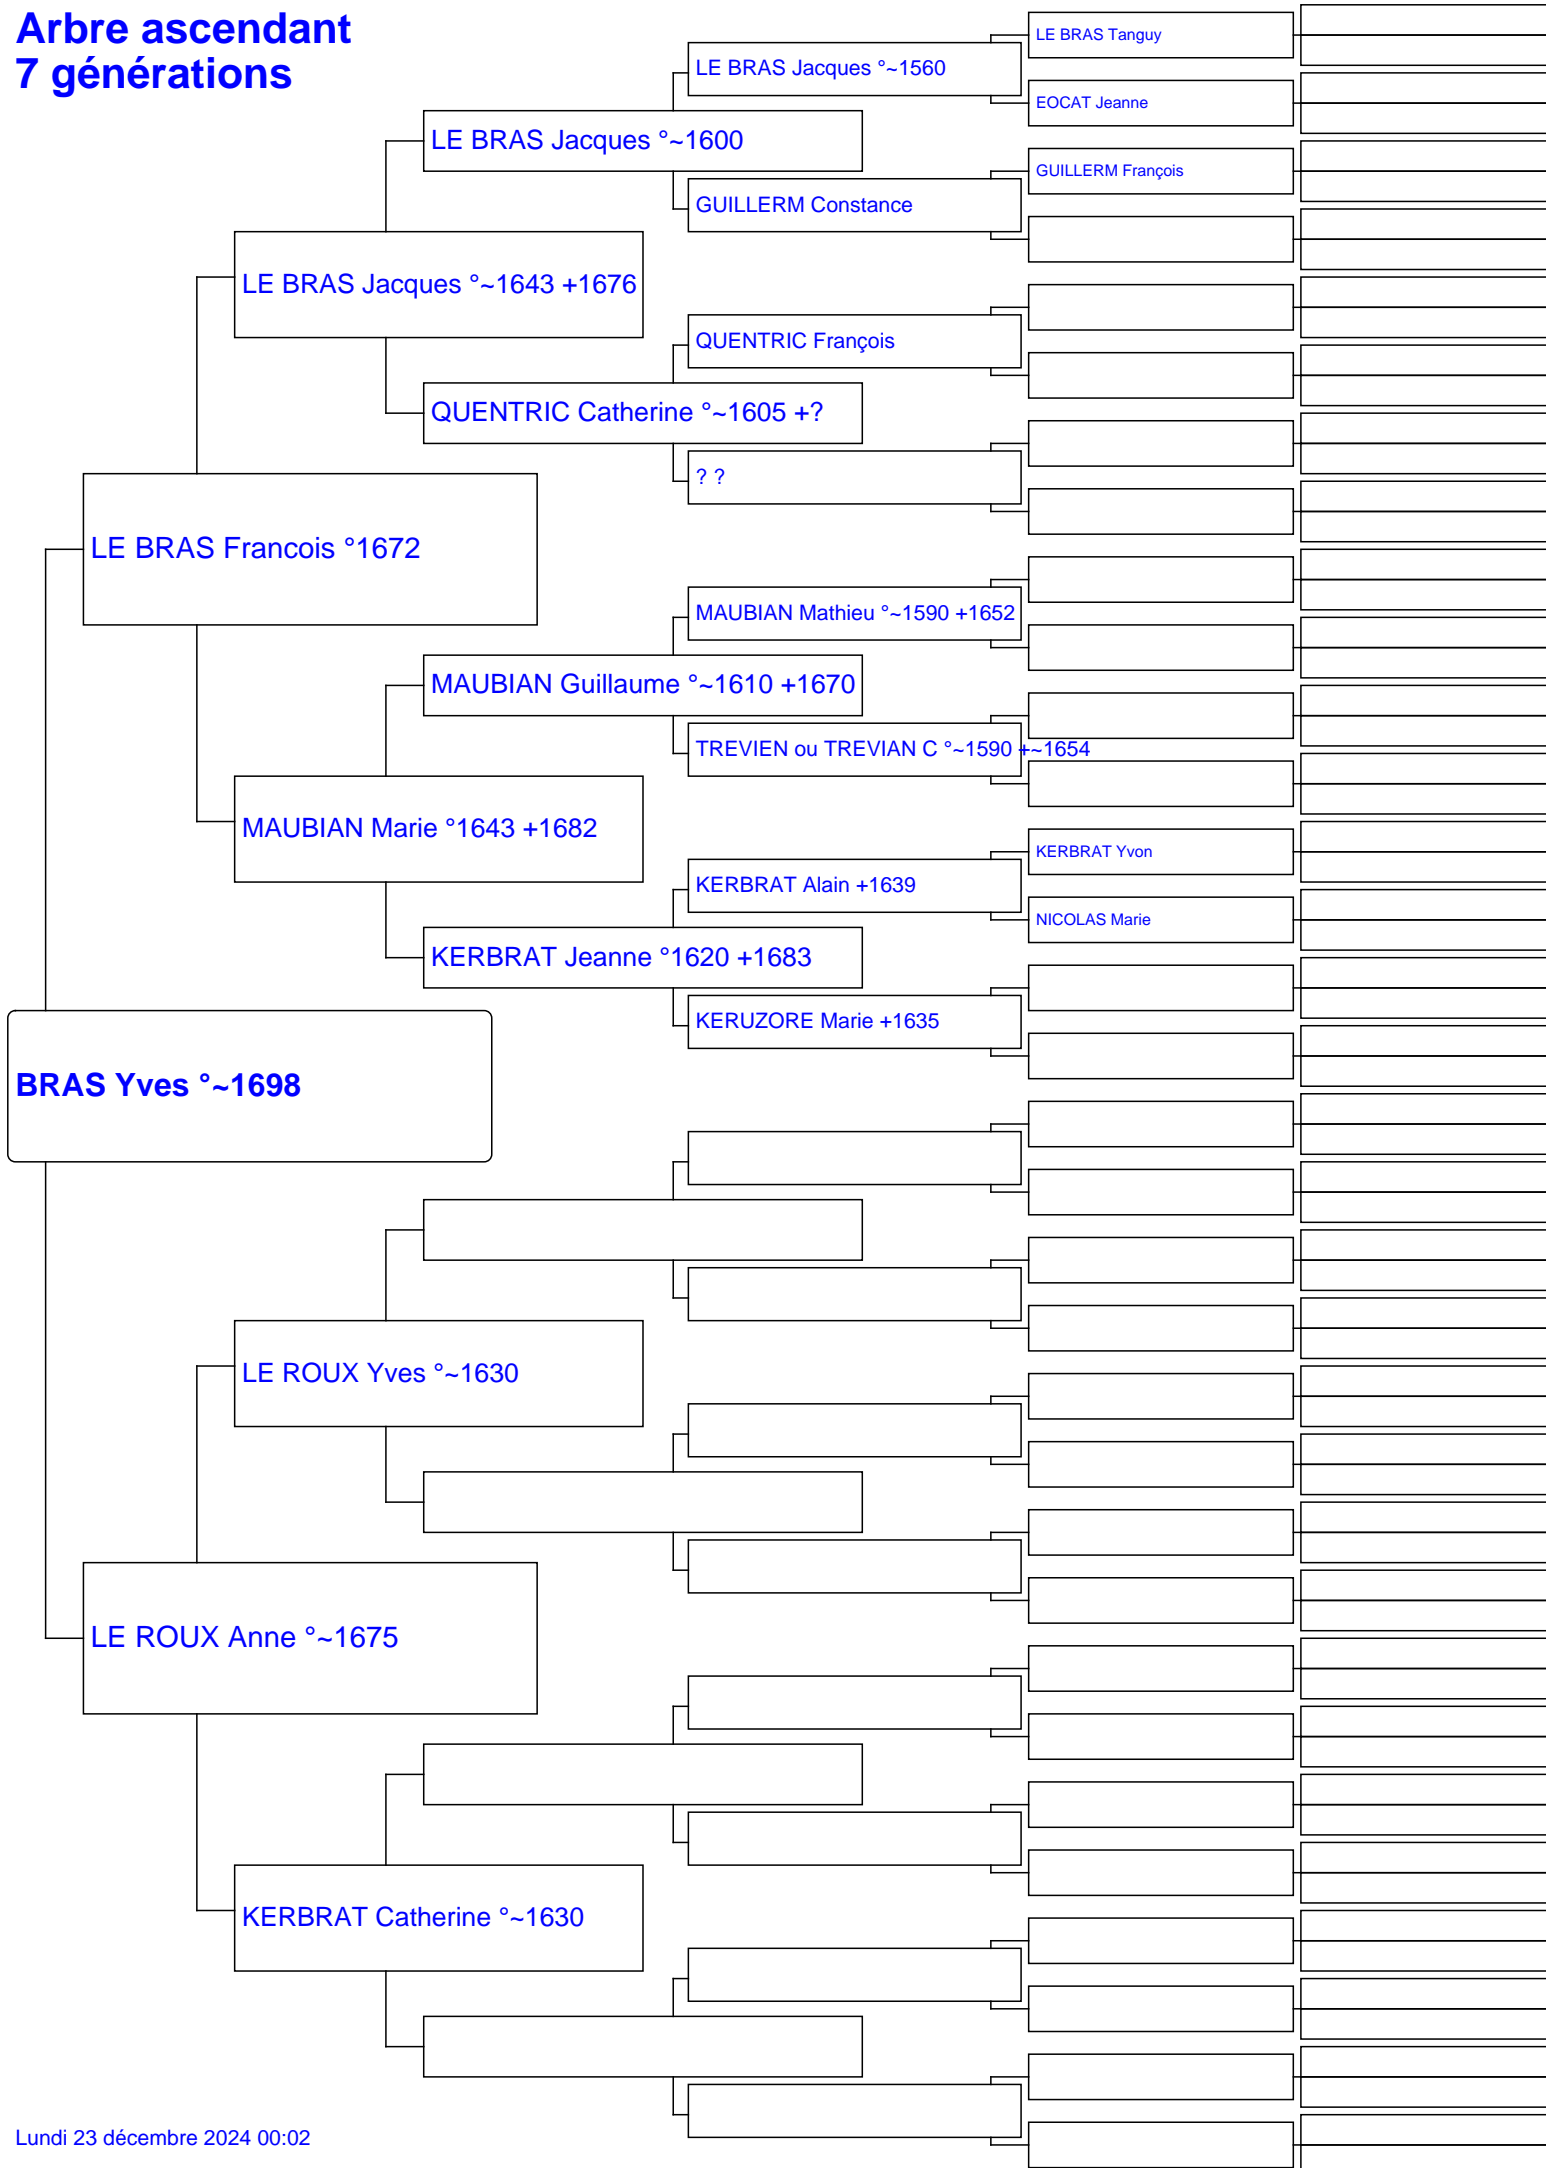 Arbre ascendant
7 générations
LE BRAS Tanguy
LE BRAS Jacques °~1560
EOCAT Jeanne
LE BRAS Jacques °~1600
GUILLERM François
GUILLERM Constance
LE BRAS Jacques °~1643 +1676
QUENTRIC François
QUENTRIC Catherine °~1605 +?
? ?
LE BRAS Francois °1672
MAUBIAN Mathieu °~1590 +1652
MAUBIAN Guillaume °~1610 +1670
TREVIEN ou TREVIAN C °~1590 +~1654
MAUBIAN Marie °1643 +1682
KERBRAT Yvon
KERBRAT Alain +1639
NICOLAS Marie
KERBRAT Jeanne °1620 +1683
KERUZORE Marie +1635
BRAS Yves °~1698
LE ROUX Yves °~1630
LE ROUX Anne °~1675
KERBRAT Catherine °~1630
Lundi 23 décembre 2024 00:02